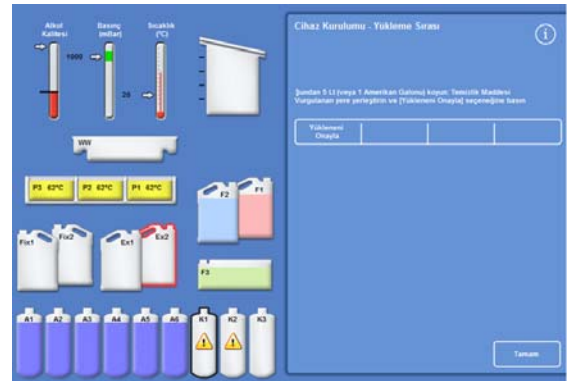 Alkol
Kalitesi
Basınç
(mBar)
Sıcaklık
(°C)
1000
20
WW
P3 62°C
P2 62°C
P1 62°C
F2
F1
Fix1
Fix2
Ex1
Ex2
F3
A1
A2
A3
A4
A5
A6
K1
K2
K3
Cihaz Kurulumu - Yükleme Sırası
Şundan 5 Lt (veya 1 Amerikan Galonu) koyun: Temizlik Maddesi
Vurgulanan yere yerleştirin ve [Yükleneni Onayla] seçeneğine basın
Yükleneni
Onayla
Tamam